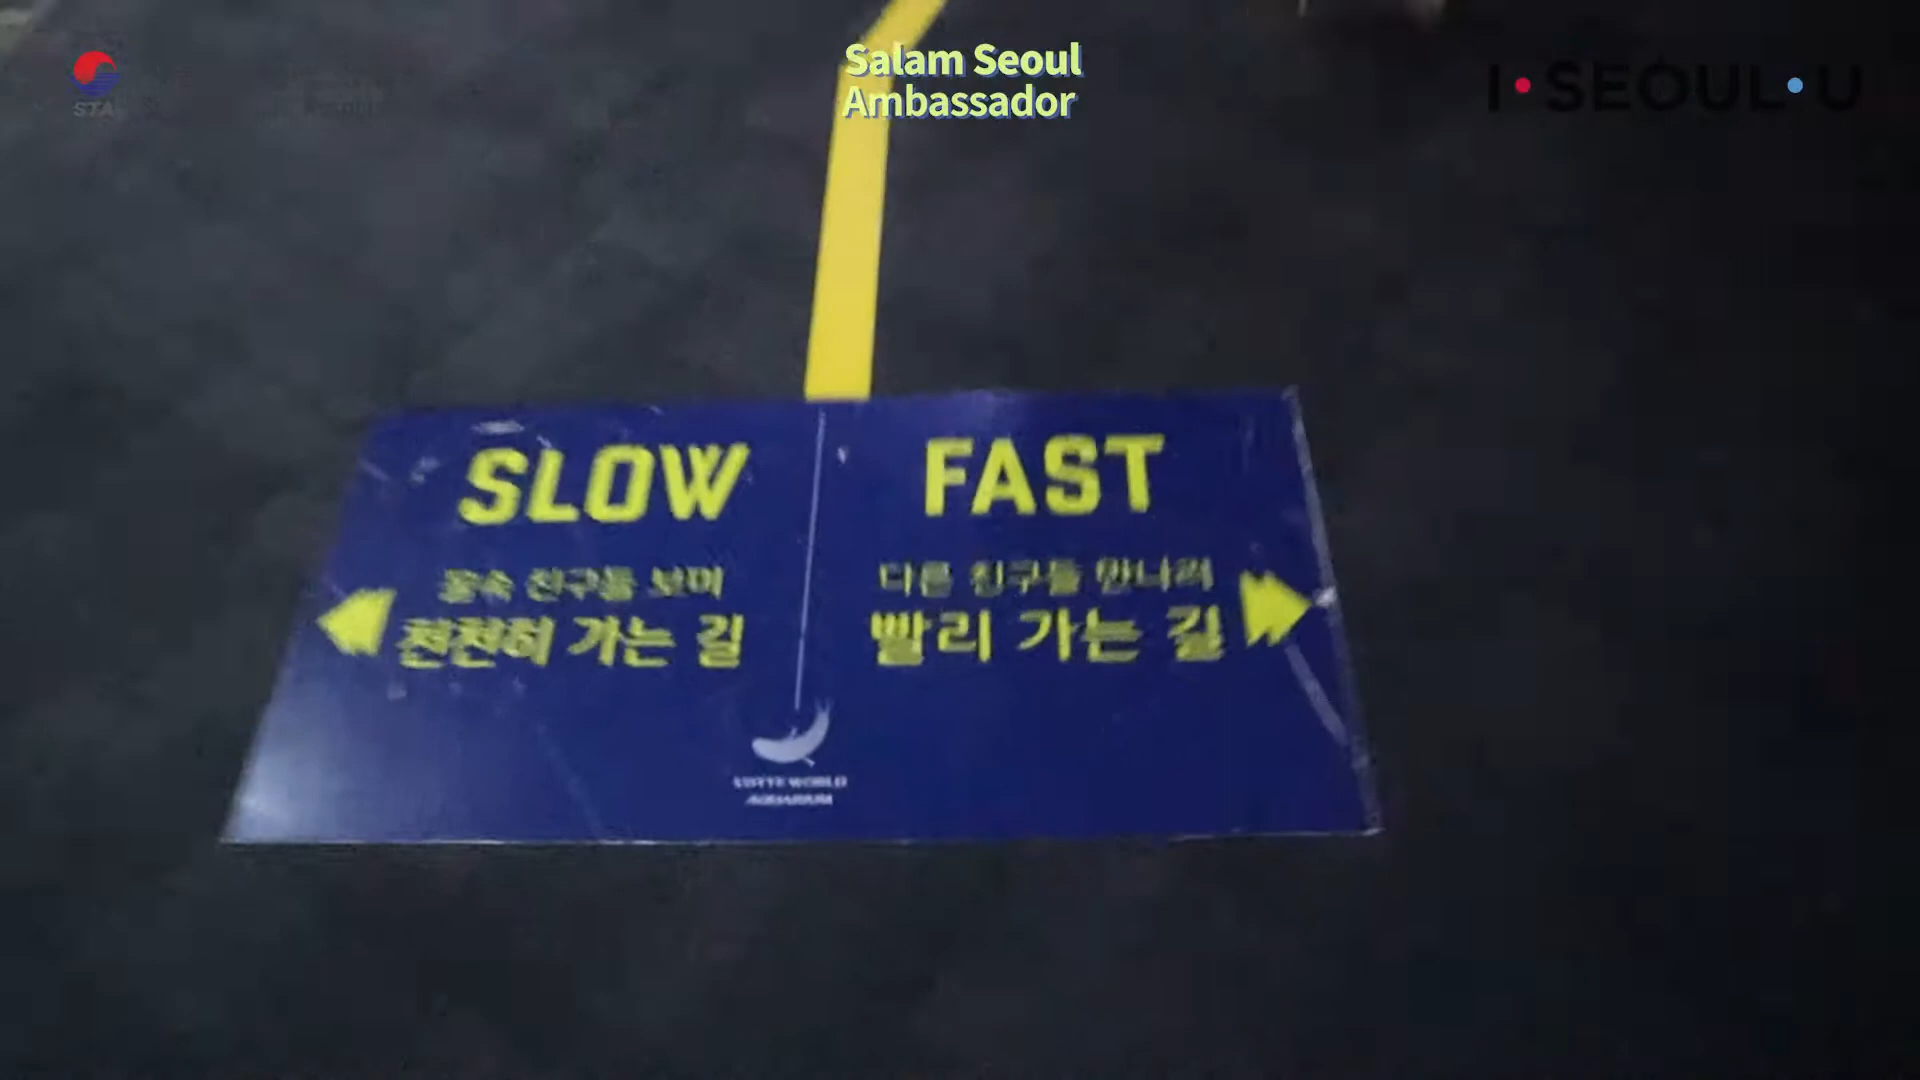 Salam Seoul
Ambassador
STA
I·SEOUL·U
SLOW
물속 친구들 보며
천천히 가는 길
FAST
다른 친구들 만나러
빨리 가는 길
LOTTE WORLD
AQUARIUM